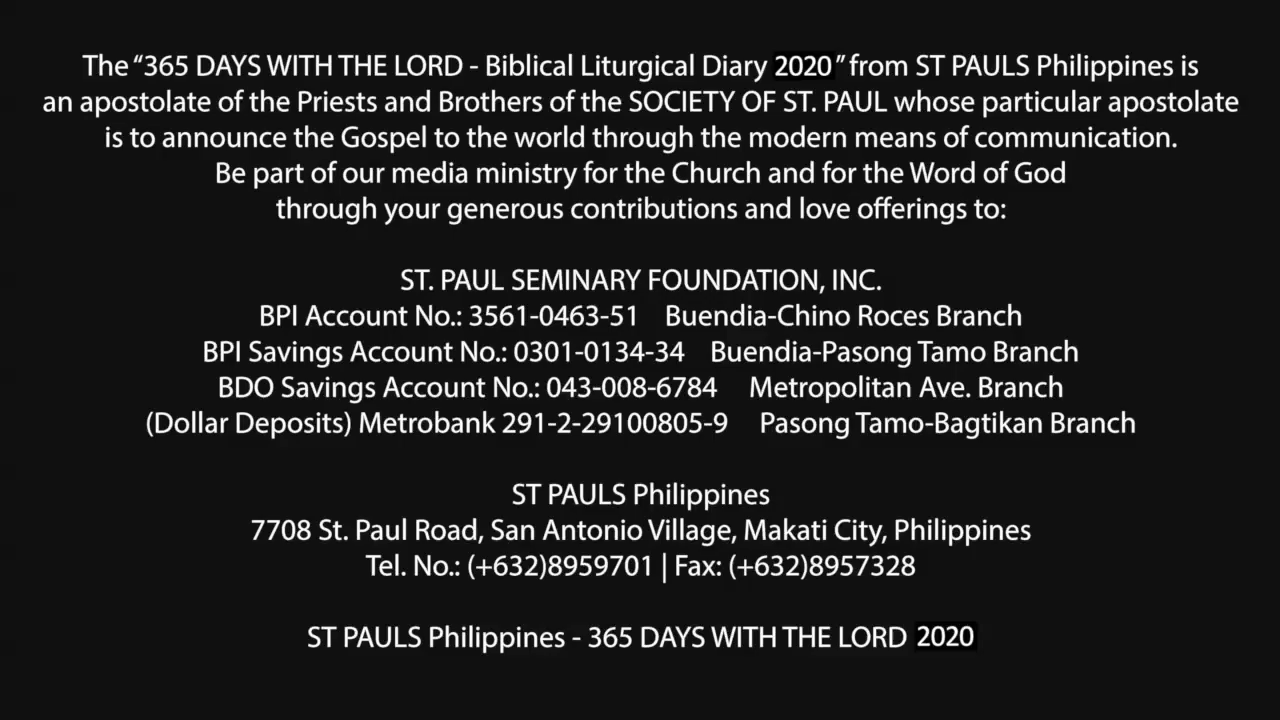 The “365 DAYS WITH THE LORD - Biblical Liturgical Diary 2020” from ST PAULS Philippines is
an apostolate of the Priests and Brothers of the SOCIETY OF ST. PAUL whose particular apostolate
is to announce the Gospel to the world through the modern means of communication.
Be part of our media ministry for the Church and for the Word of God
through your generous contributions and love offerings to:
ST. PAUL SEMINARY FOUNDATION, INC.
BPI Account No.: 3561-0463-51 Buendia-Chino Roces Branch
BPI Savings Account No.: 0301-0134-34 Buendia-Pasong Tamo Branch
BDO Savings Account No.: 043-008-6784 Metropolitan Ave. Branch
(Dollar Deposits) Metrobank 291-2-29100805-9 Pasong Tamo-Bagtikan Branch
ST PAULS Philippines
7708 St. Paul Road, San Antonio Village, Makati City, Philippines
Tel. No.: (+632)8959701 | Fax: (+632)8957328
ST PAULS Philippines - 365 DAYS WITH THE LORD 2020